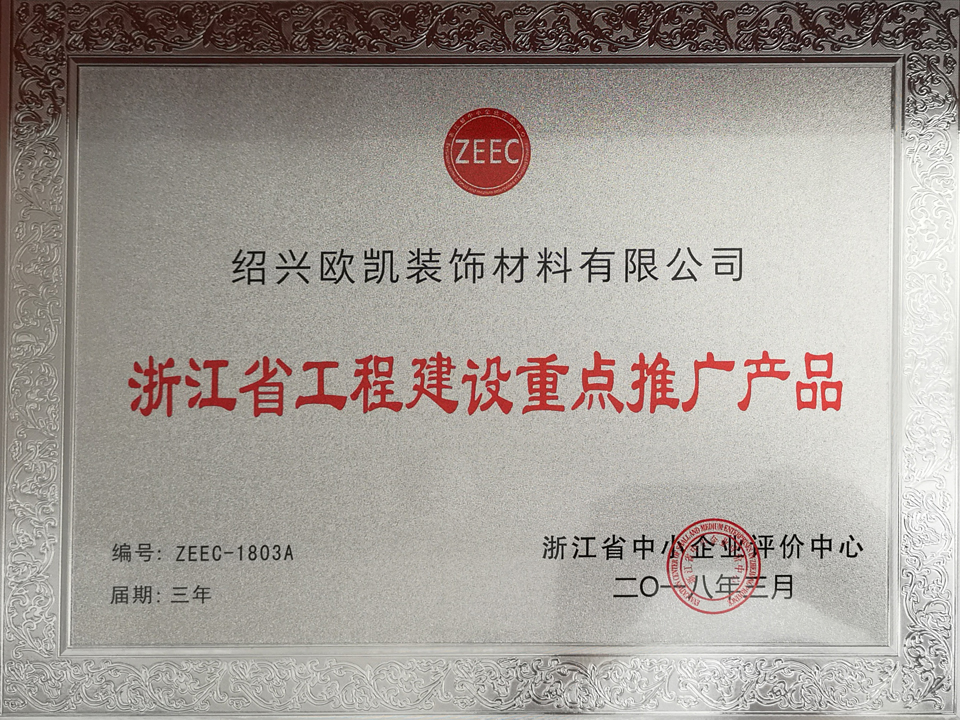 ZEEC
绍兴欧凯装饰材料有限公司
浙江省工程建设重点推广产品
编号: ZEEC-1803A
届期: 三年
浙江省中小企业评价中心
二〇一八年三月